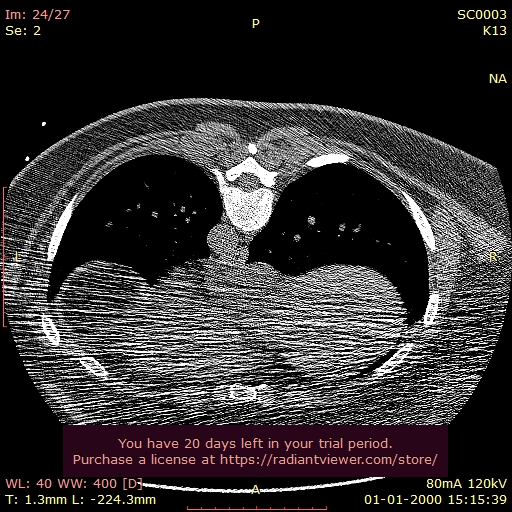 Im: 24/27
Se: 2
P
SC0003
K13
NA
L
R
You have 20 days left in your trial period.
Purchase a license at https://radiantviewer.com/store/
WL: 40 WW: 400 [D]
T: 1.3mm L: -224.3mm
A
80mA 120kV
01-01-2000 15:15:39